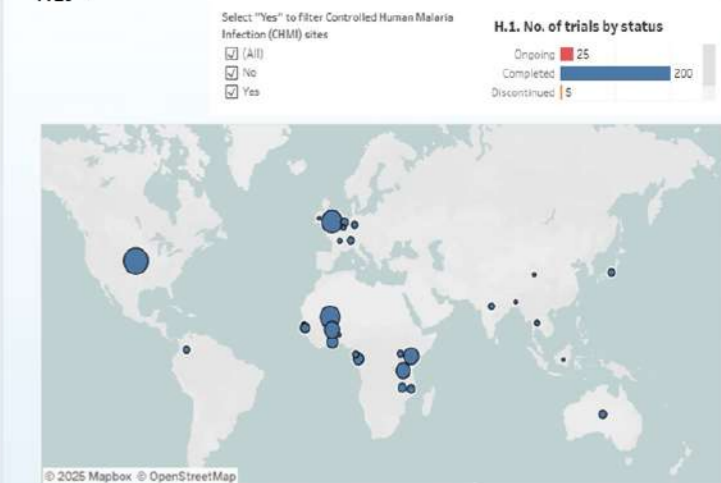 Select "Yes" to filter Controlled Human Malaria
Infection (CHMI) sites
(All)
No
Yes
H.1. No. of trials by status
Ongoing 25
Completed 200
Discontinued 5
© 2025 Mapbox © OpenStreetMap